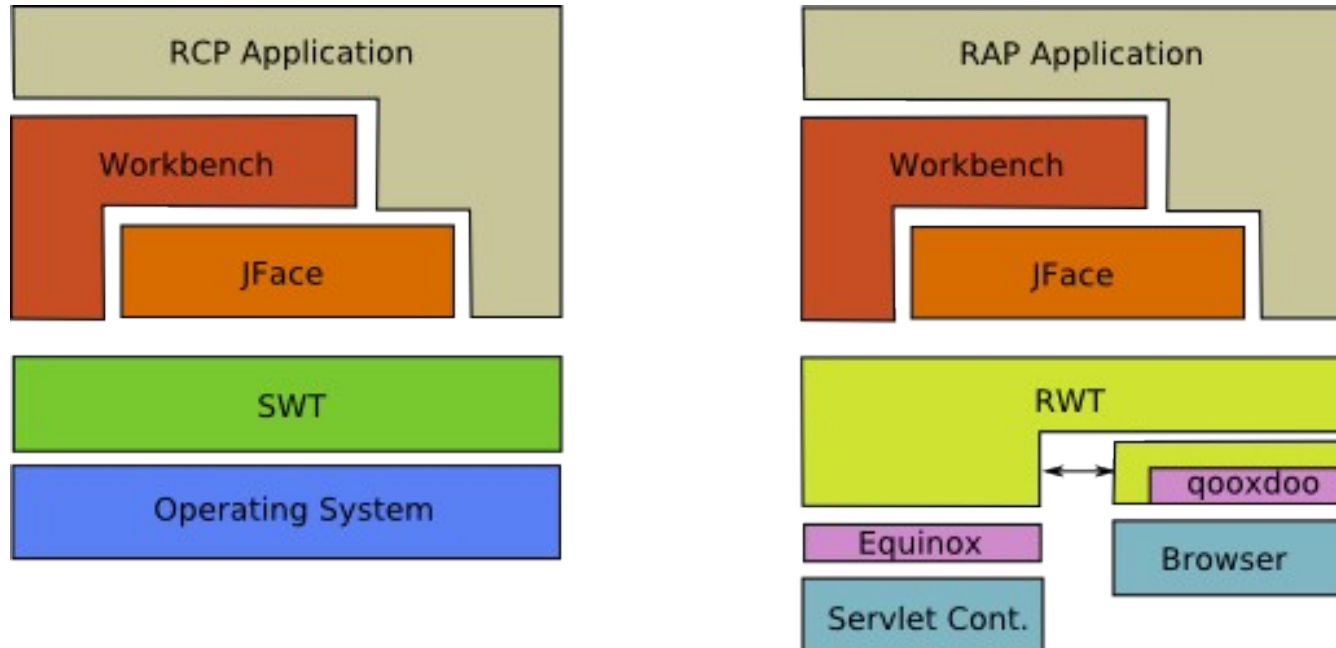 RCP Application
Workbench
JFace
SWT
Operating System
RAP Application
Workbench
JFace
RWT
qooxdoo
Equinox
Browser
Servlet Cont.